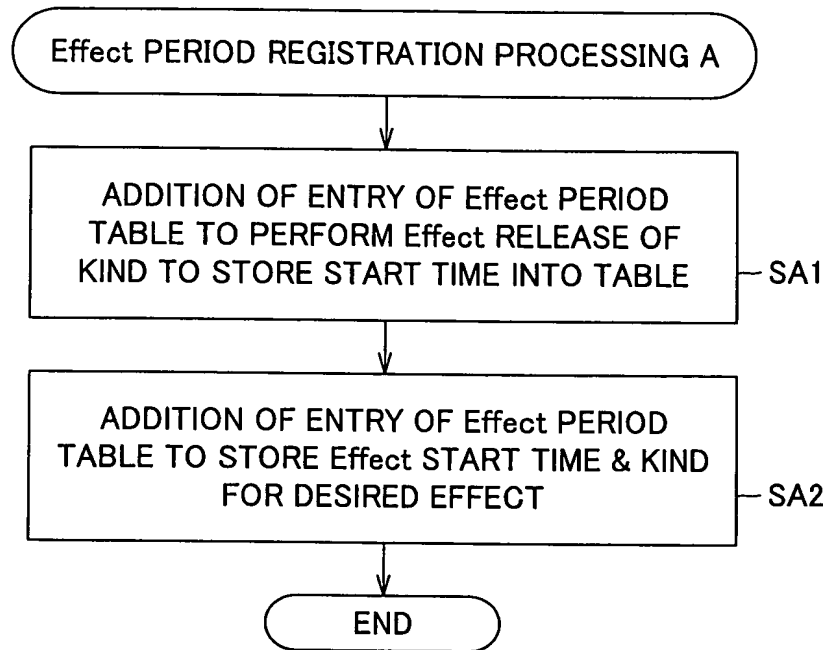 Effect PERIOD REGISTRATION PROCESSING A
ADDITION OF ENTRY OF Effect PERIOD
TABLE TO PERFORM Effect RELEASE OF
KIND TO STORE START TIME INTO TABLE
SA1
ADDITION OF ENTRY OF Effect PERIOD
TABLE TO STORE Effect START TIME & KIND
FOR DESIRED EFFECT
SA2
END